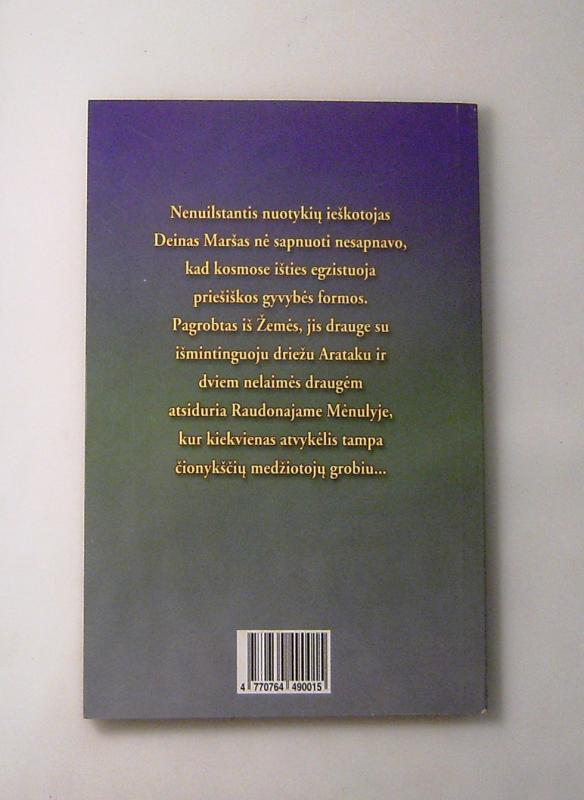 Nenuilstantis nuotykių ieškotojas
Deinas Maršas nė sapnuoti nesapnavo,
kad kosmose išties egzistuoja
priešiškos gyvybės formos.
Pagrobtas iš Žemės, jis drauge su
išmintinguoju driežu Arataku ir
dviem nelaimės draugėm
atsiduria Raudonajame Mėnulyje,
kur kiekvienas atvykėlis tampa
čionykščių medžiotojų grobiu...
4 770764 490015